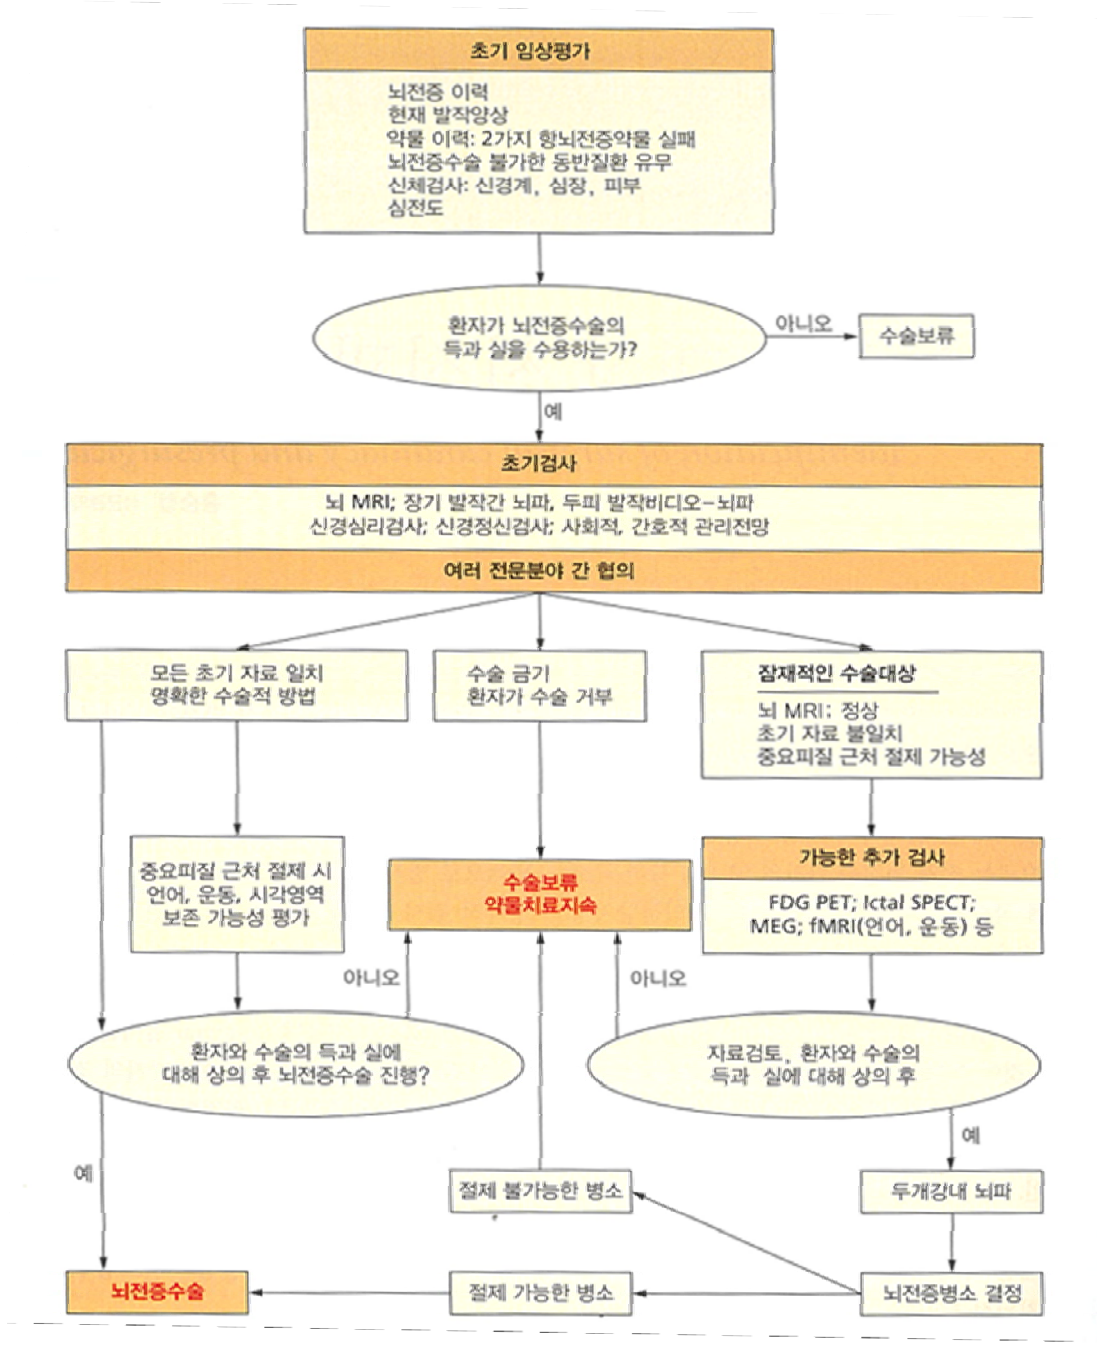 초기 임상평가
뇌전증 이력
현재 발작양상
약물 이력: 2가지 항뇌전증약물 실패
뇌전증수술 불가한 동반질환 유무
신체검사: 신경계, 심장, 피부
심전도
환자가 뇌전증수술의
득과 실을 수용하는가?
아니오
수술보류
예
초기검사
뇌 MRI; 장기 발작간 뇌파, 두피 발작비디오-뇌파
신경심리검사; 신경정신검사; 사회적, 간호적 관리전망
여러 전문분야 간 협의
모든 초기 자료 일치
명확한 수술적 방법
수술 금기
환자가 수술 거부
잠재적인 수술대상
뇌 MRI; 정상
초기 자료 불일치
중요피질 근처 절제 가능성
중요피질 근처 절제 시
언어, 운동, 시각영역
보존 가능성 평가
수술보류
약물치료지속
가능한 추가 검사
FDG PET; Ictal SPECT;
MEG; fMRI(언어, 운동) 등
아니오
아니오
환자와 수술의 득과 실에
대해 상의 후 뇌전증수술 진행?
자료검토, 환자와 수술의
득과 실에 대해 상의 후
예
예
절제 불가능한 병소
두개강내 뇌파
뇌전증수술
절제 가능한 병소
뇌전증병소 결정